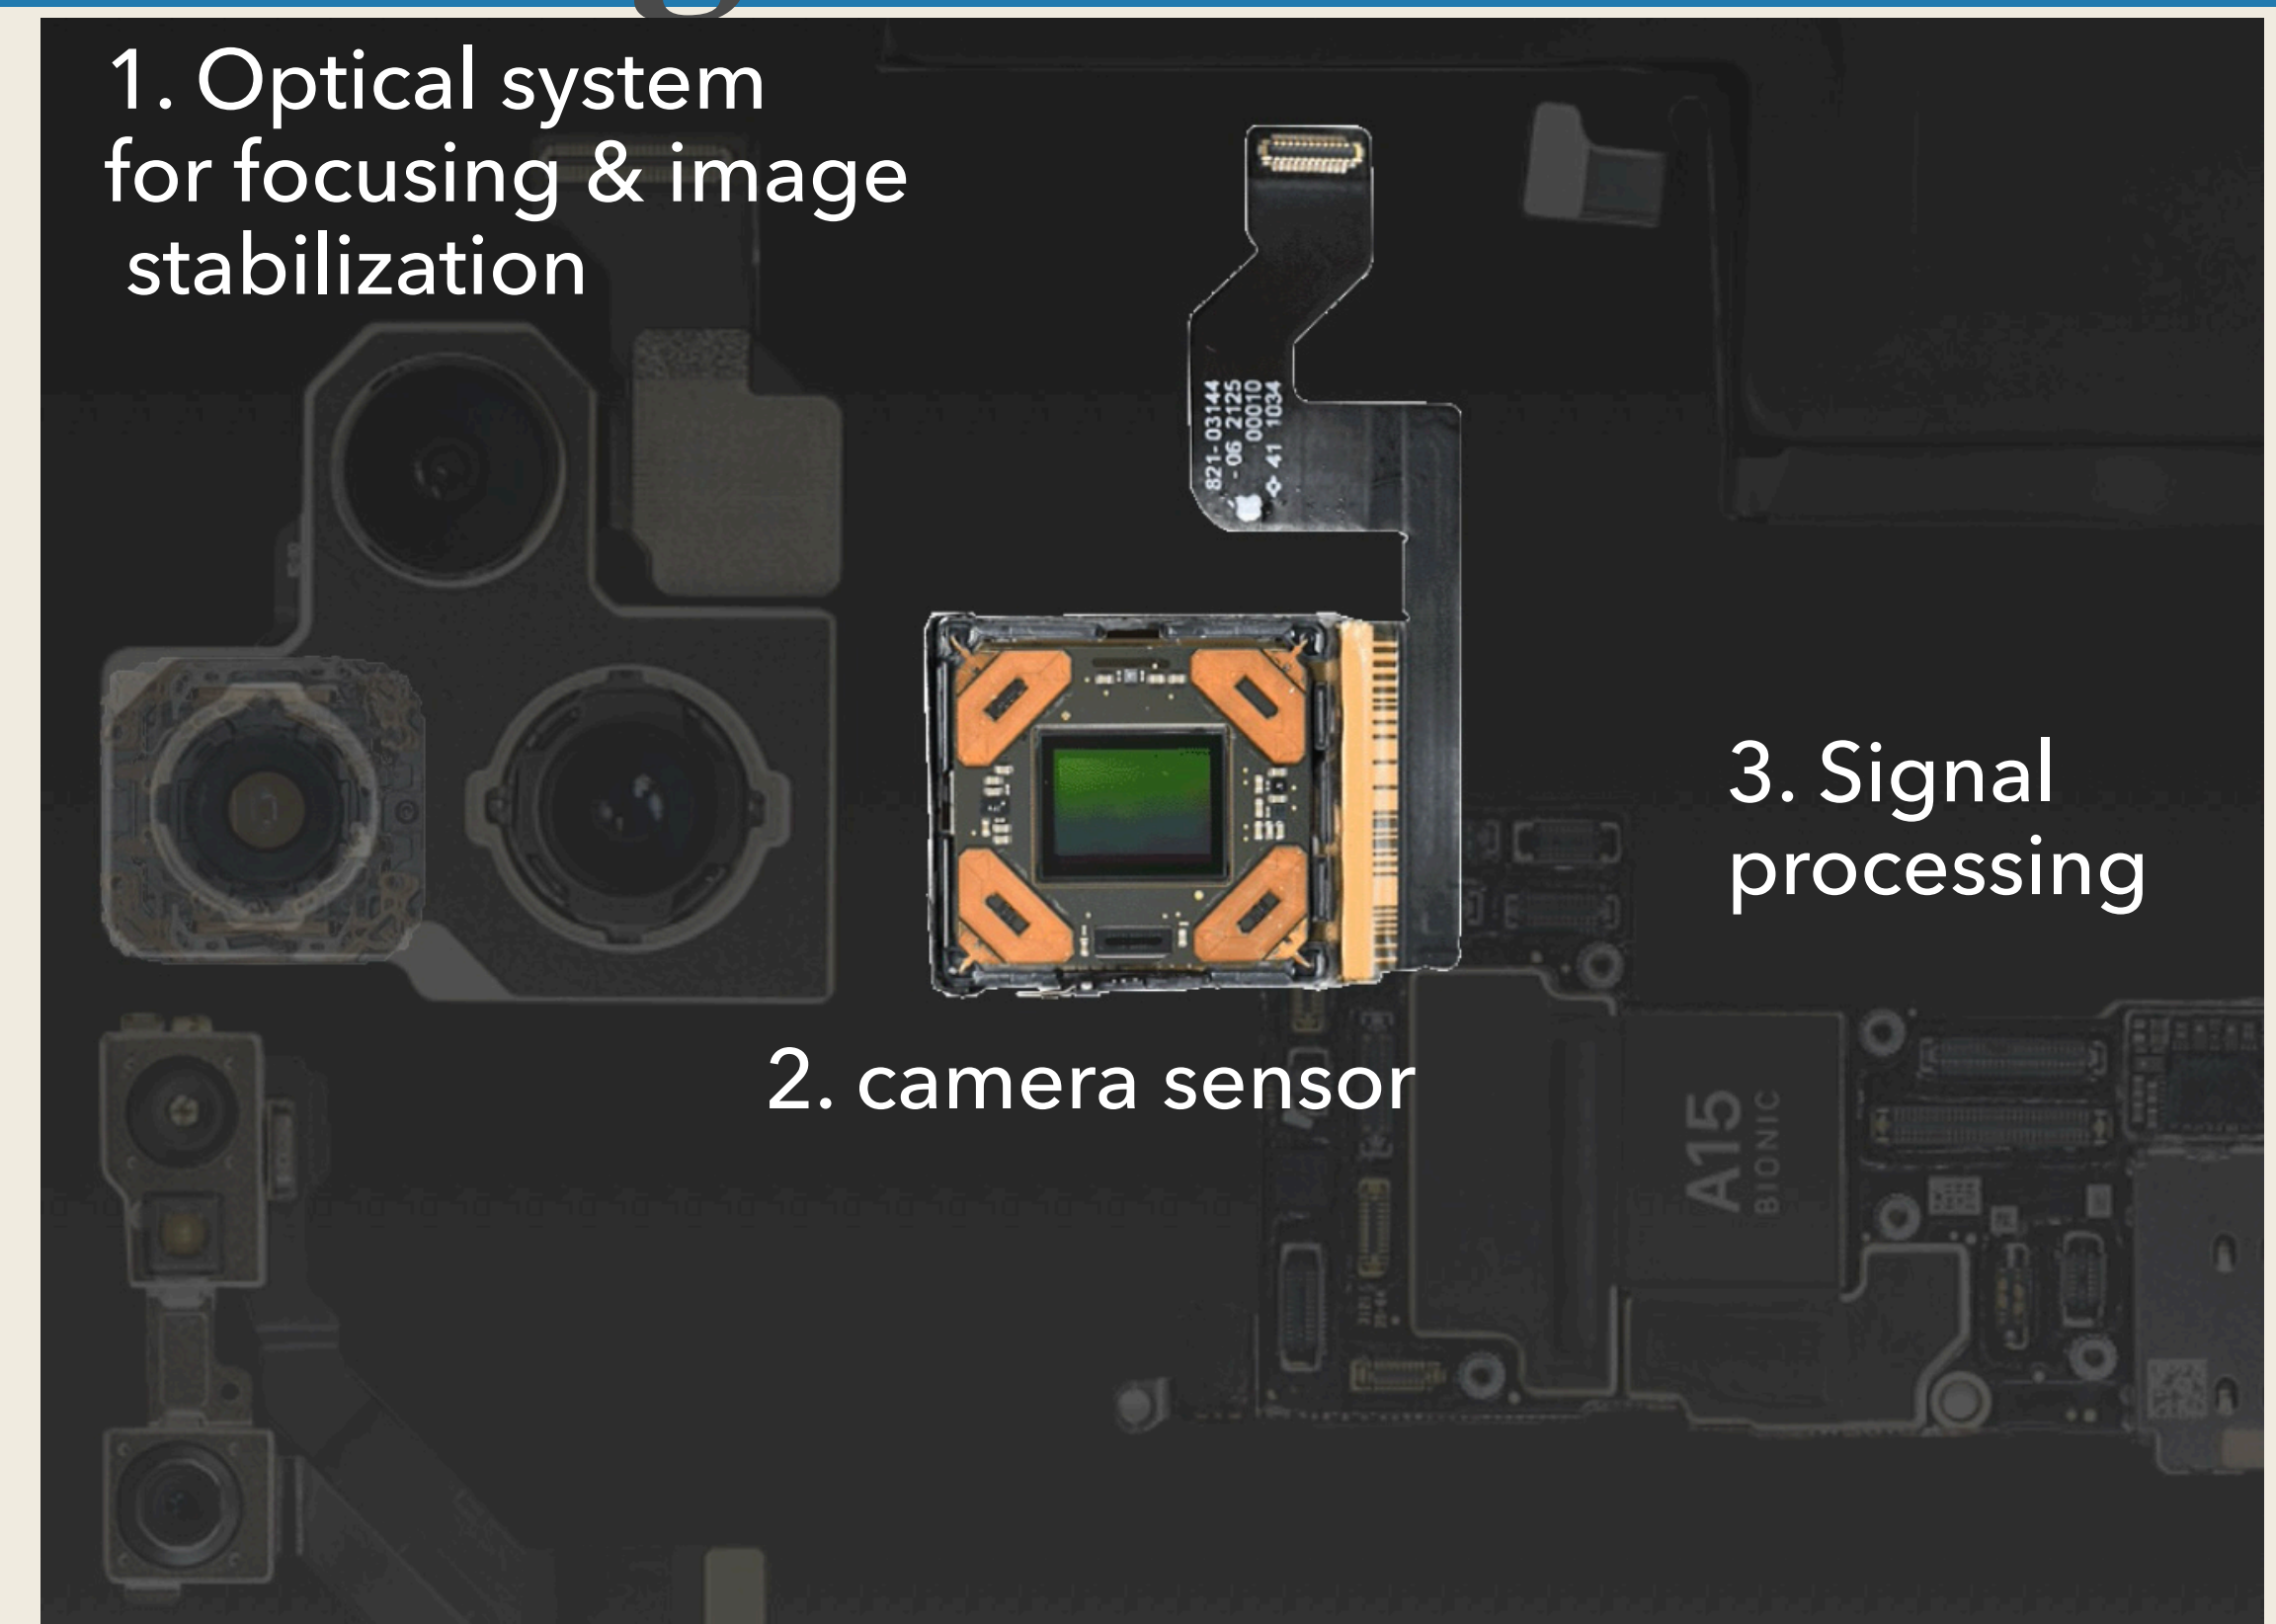 1. Optical system
for focusing & image
stabilization
821-03144
- 06 2125
00010
41 1034
3. Signal
processing
2. camera sensor
A15
BIONIC